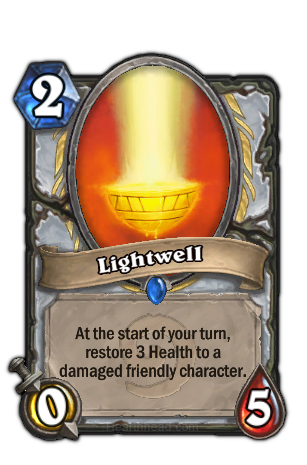 2
Lightwell
At the start of your turn,
restore 3 Health to a
damaged friendly character.
0
5